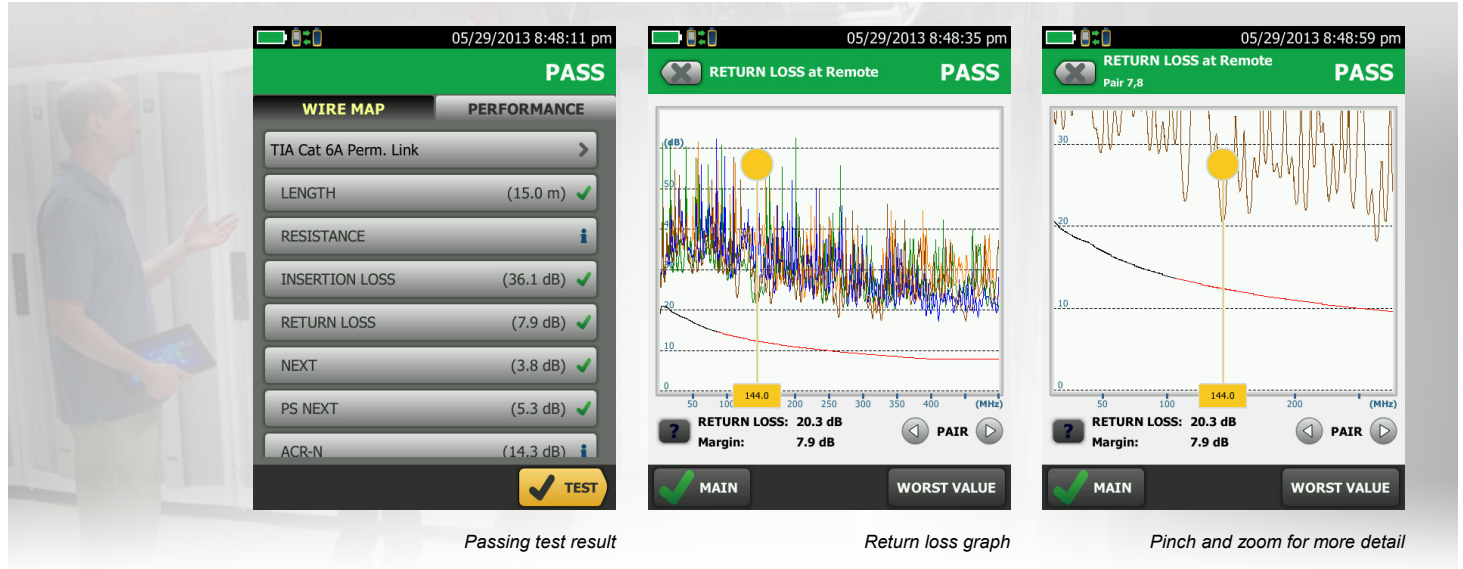 05/29/2013 8:48:11 pm
PASS
WIRE MAP PERFORMANCE
TIA Cat 6A Perm. Link
LENGTH (15.0 m)
RESISTANCE i
INSERTION LOSS (36.1 dB)
RETURN LOSS (7.9 dB)
NEXT (3.8 dB)
PS NEXT (5.3 dB)
ACR-N (14.3 dB) i
TEST
Passing test result
05/29/2013 8:48:35 pm
RETURN LOSS at Remote PASS
(dB)
50
40
30
20
10
0
50 100 144.0 200 250 300 350 400 (MHz)
? RETURN LOSS: 20.3 dB PAIR
Margin: 7.9 dB
MAIN WORST VALUE
Return loss graph
05/29/2013 8:48:59 pm
RETURN LOSS at Remote PASS
Pair 7,8
30
20
10
0
50 100 144.0 200 (MHz)
? RETURN LOSS: 20.3 dB PAIR
Margin: 7.9 dB
MAIN WORST VALUE
Pinch and zoom for more detail